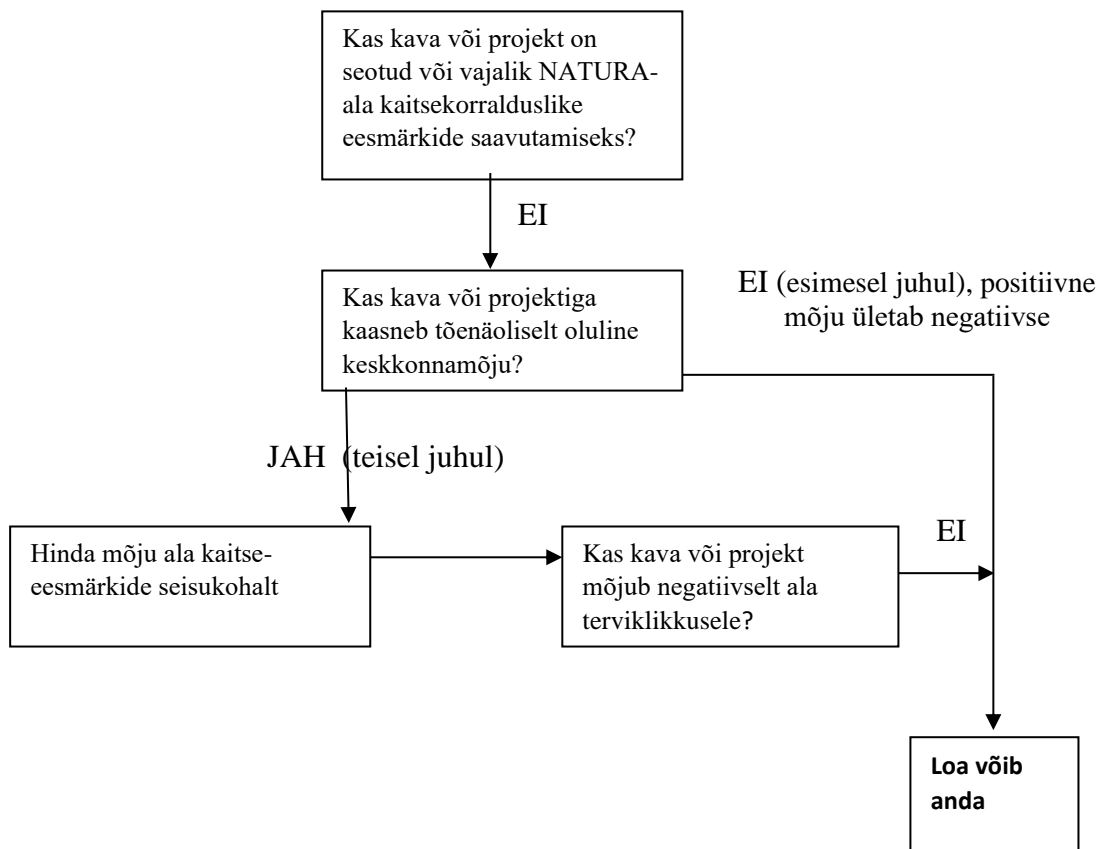 Kas kava või projekt on
seotud või vajalik NATURA-
ala kaitsekorralduslike
eesmärkide saavutamiseks?
EI
Kas kava või projektiga
kaasneb tõenäoliselt oluline
keskkonnamõju?
EI (esimesel juhul), positiivne
mõju ületab negatiivse
JAH (teisel juhul)
Hinda mõju ala kaitse-
eesmärkide seisukohalt
Kas kava või projekt
mõjub negatiivselt ala
terviklikkusele?
EI
Loa võib
anda